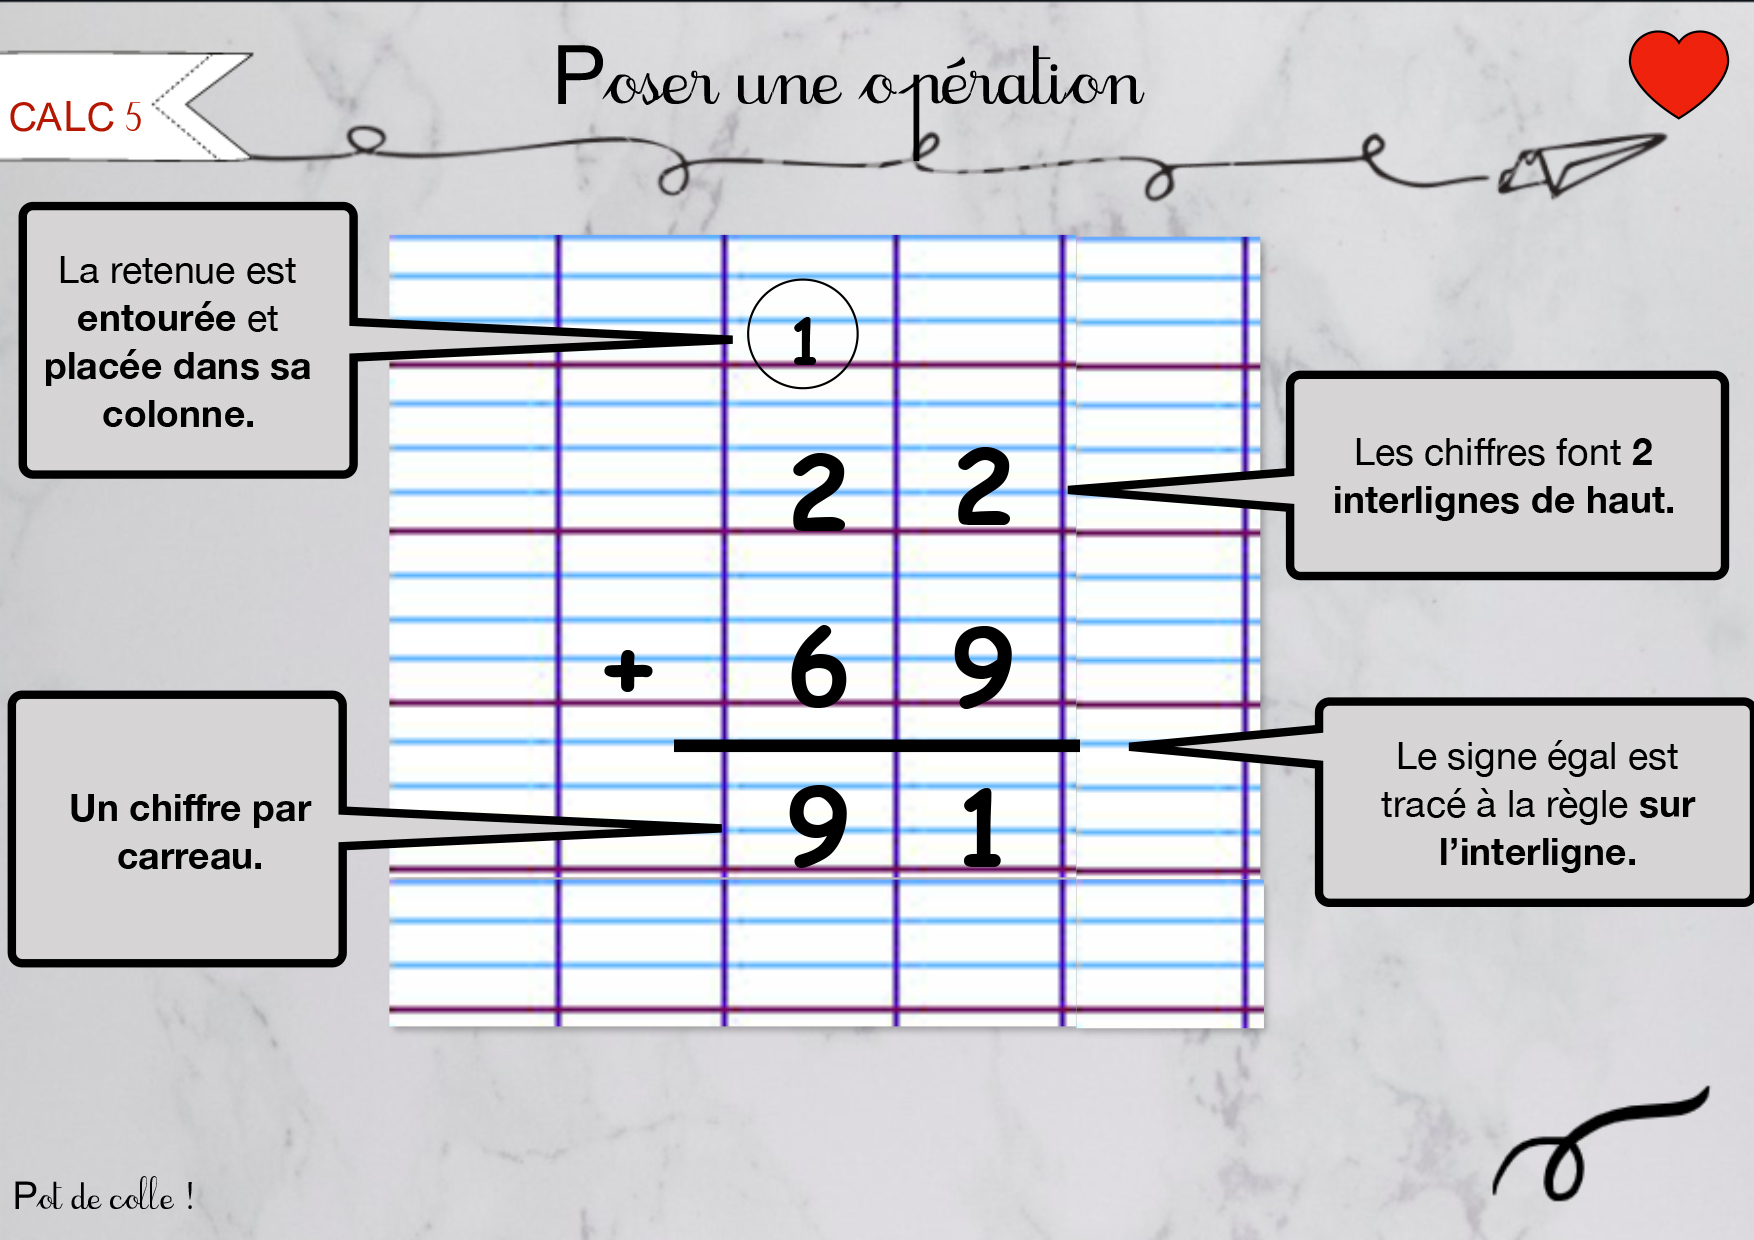 Poser une opération
CALC 5
La retenue est
entourée et
placée dans sa
colonne.
1
2 2
Les chiffres font 2
interlignes de haut.
+ 6 9
Un chiffre par
carreau.
9 1
Le signe égal est
tracé à la règle sur
l’interligne.
Pot de colle !